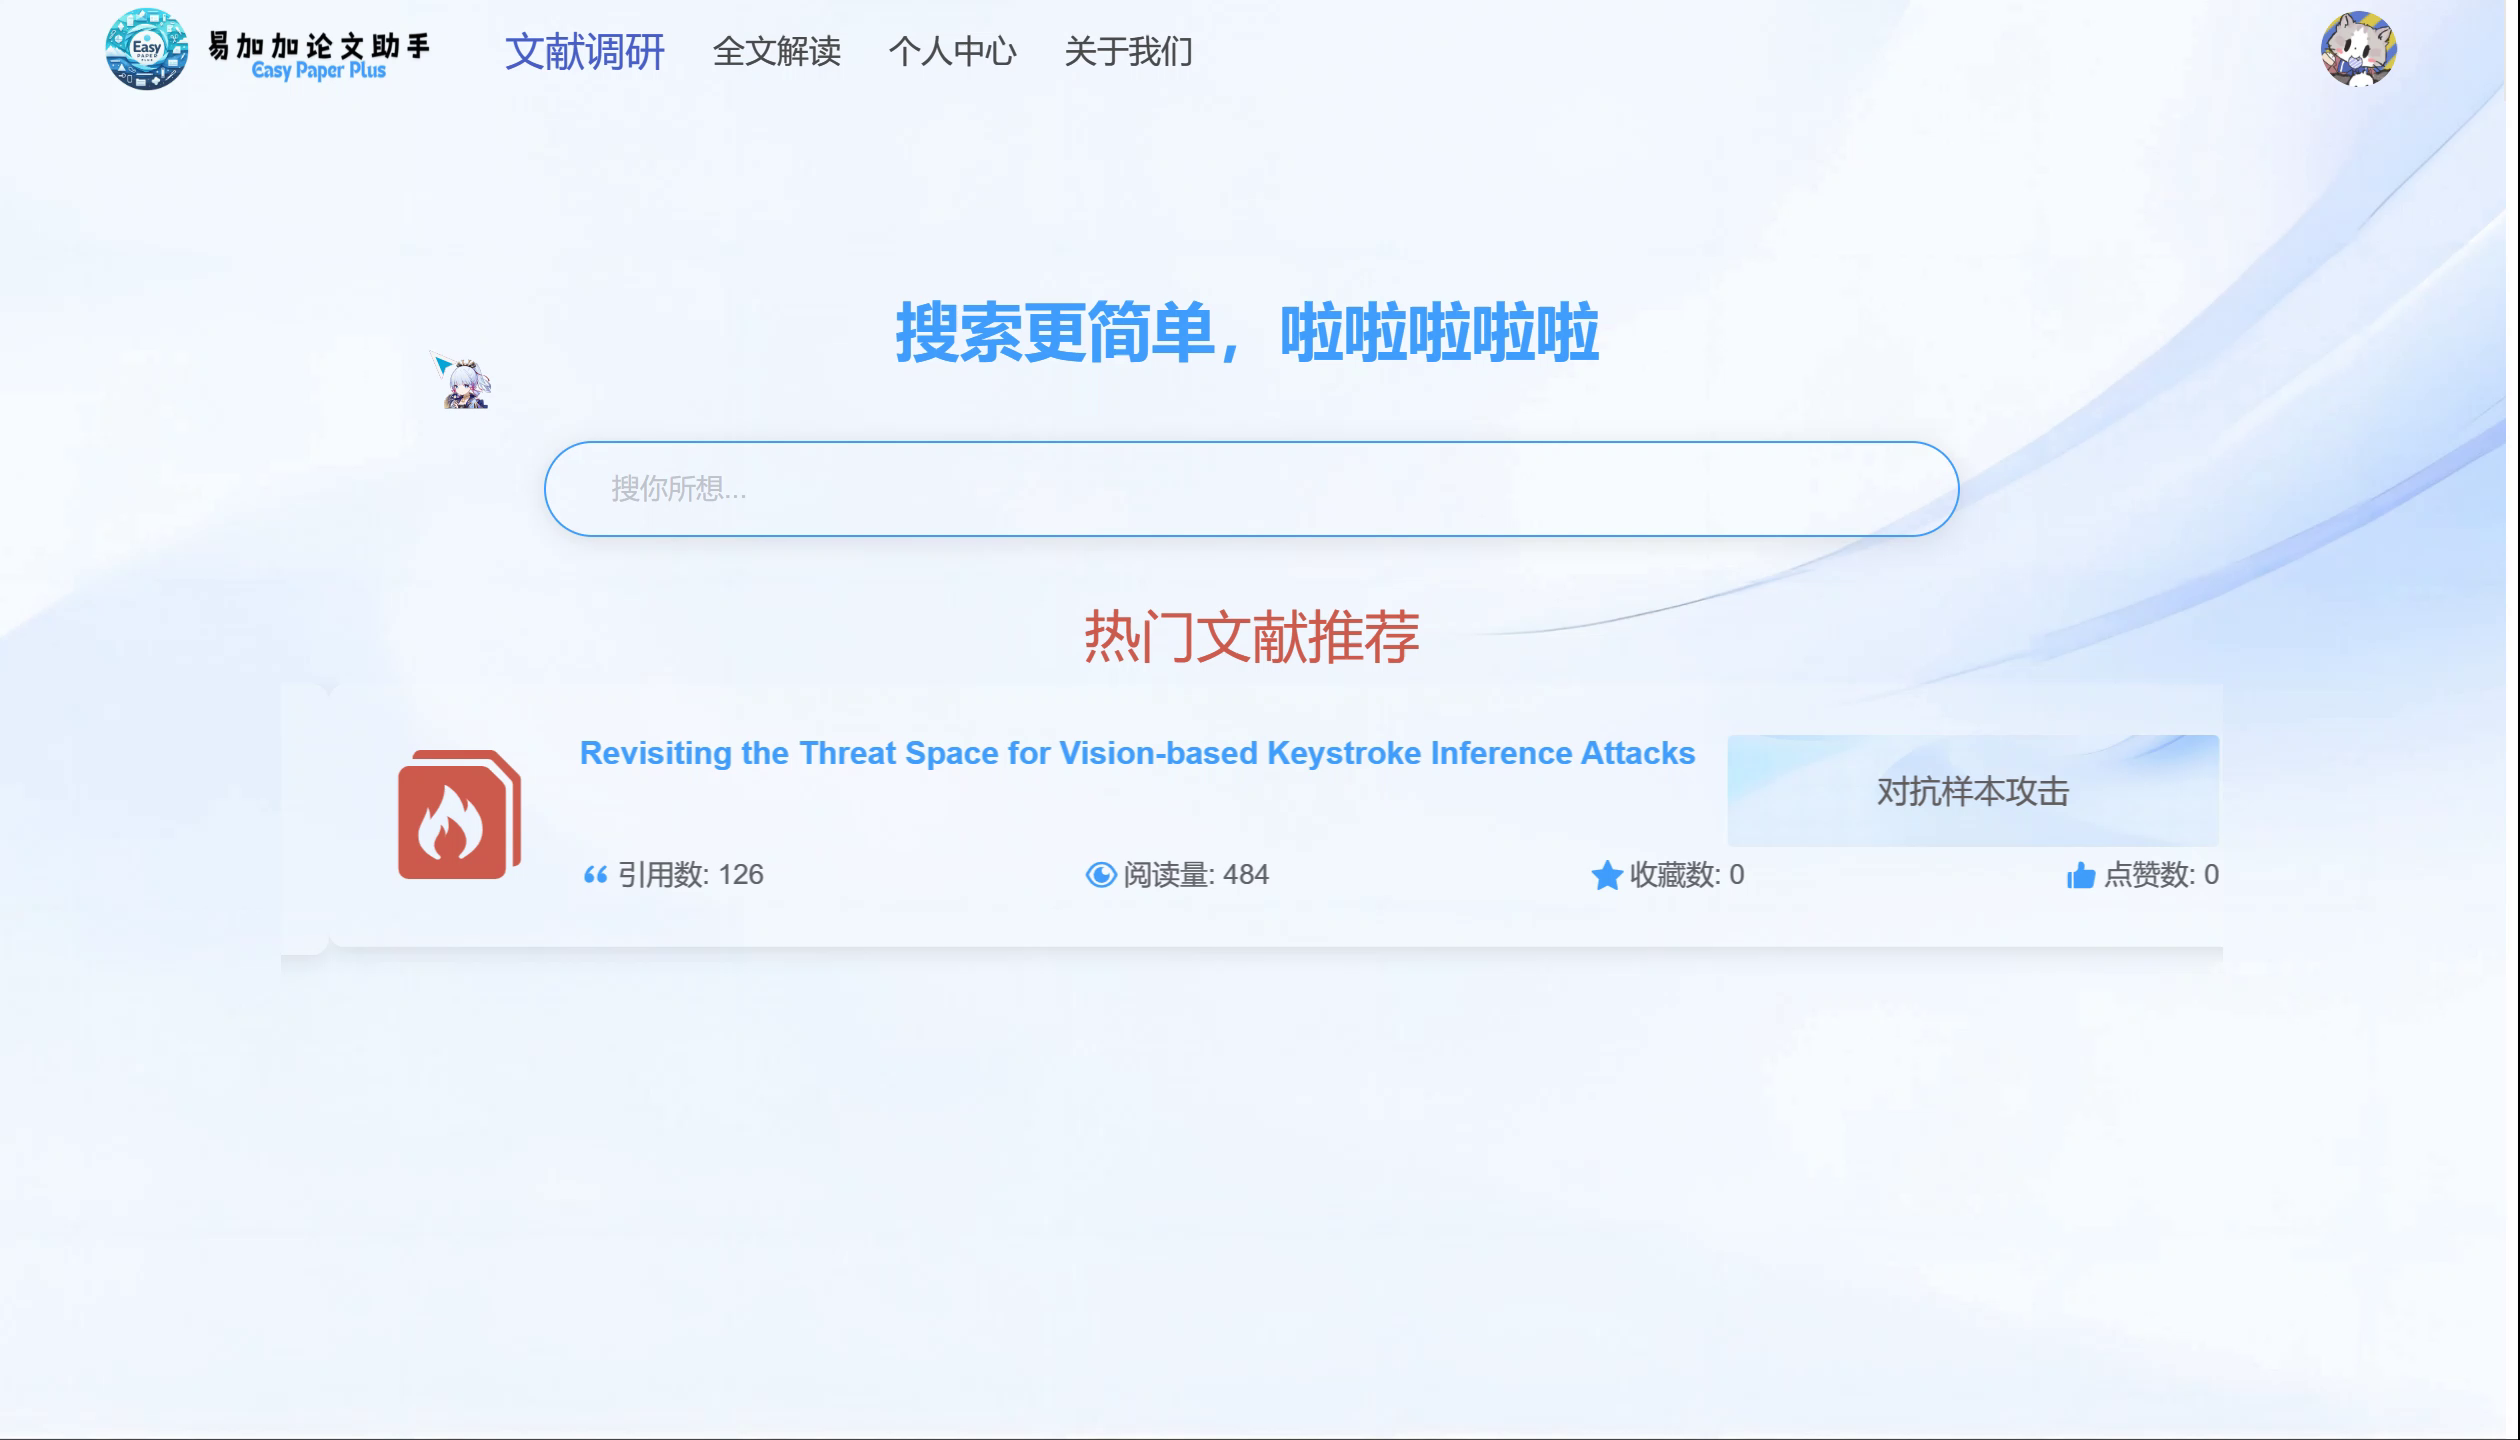 Easy
PAPER
PLUS
易加加论文助手
Easy Paper Plus
文献调研
全文解读
个人中心
关于我们
搜索更简单，啦啦啦啦啦
搜你所想...
热门文献推荐
Revisiting the Threat Space for Vision-based Keystroke Inference Attacks
对抗样本攻击
引用数: 126
阅读量: 484
收藏数: 0
点赞数: 0